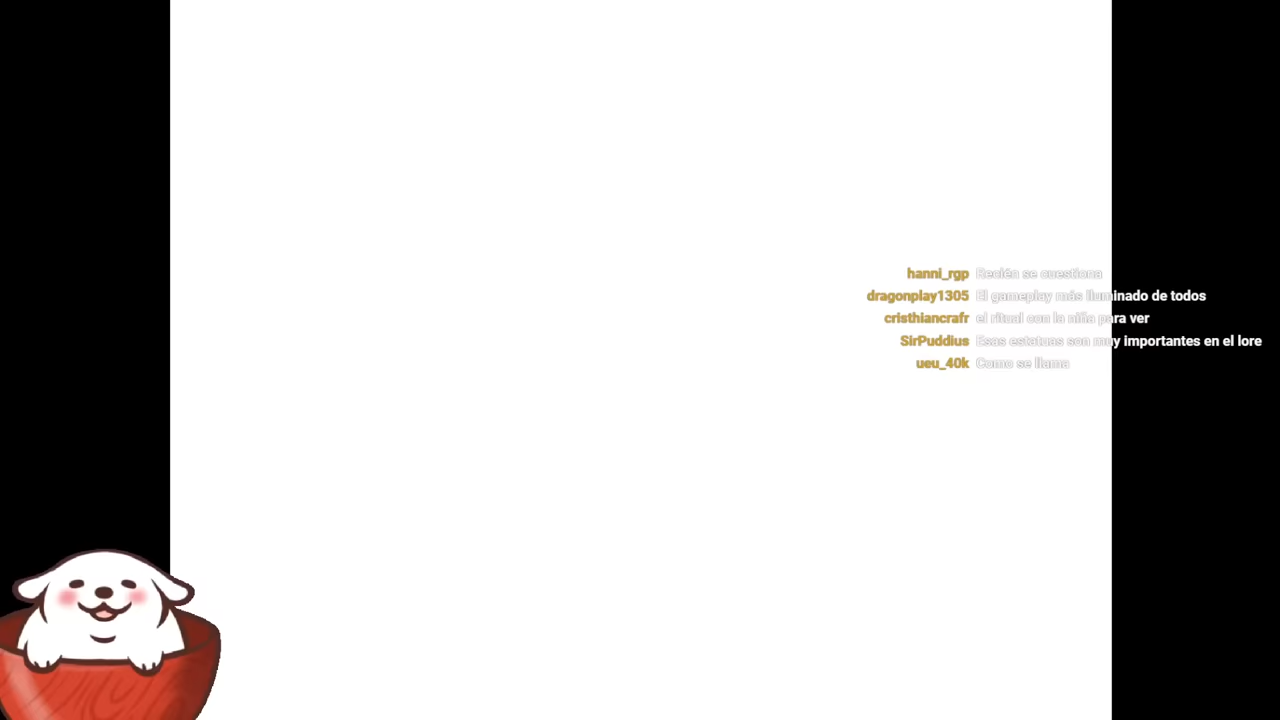 hanni_rgp Recién se cuestiona
dragonplay1305 El gameplay más iluminado de todos
cristhiancrafr el ritual con la niña para ver
SirPuddius Esas estatuas son muy importantes en el lore
ueu_40k Como se llama